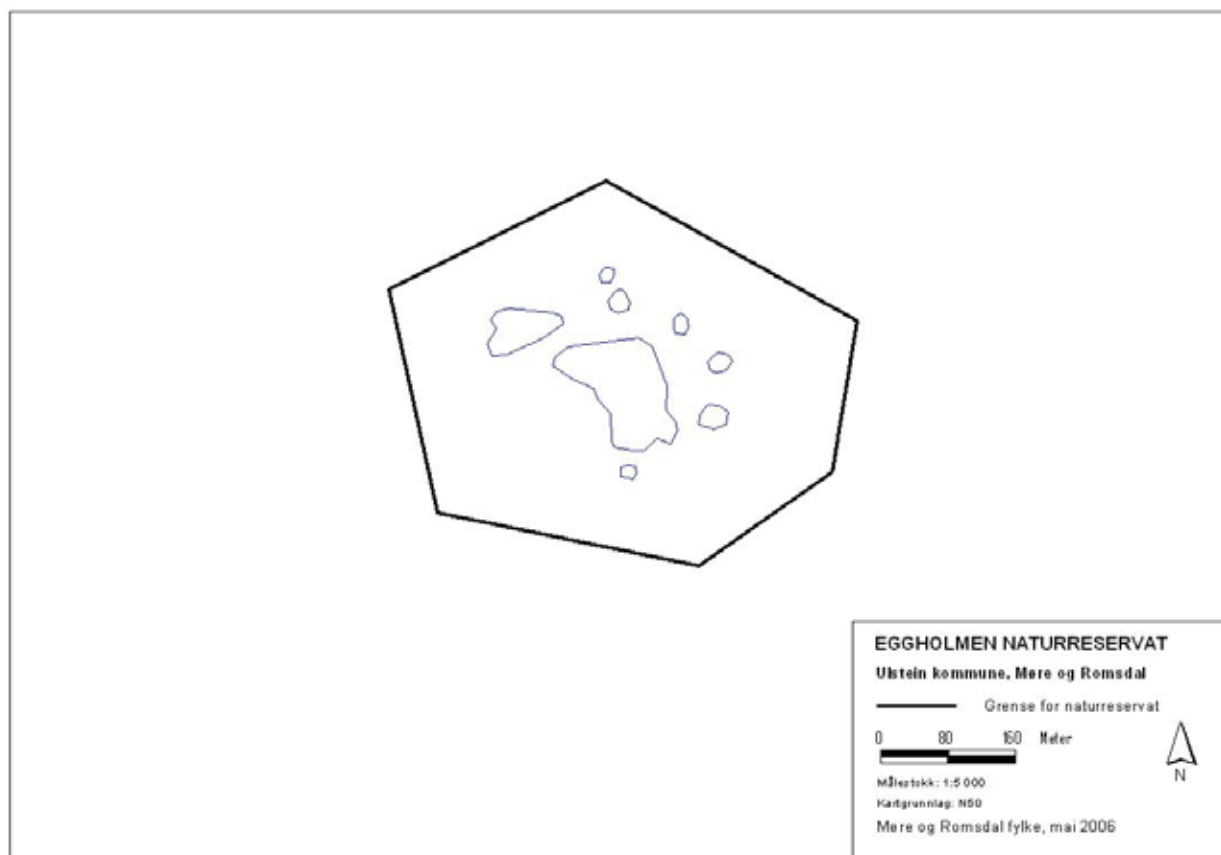 EGGHOLMEN NATURRESERVAT
Ulstein kommune, Møre og Romsdal
Grense for naturreservat
0 80 160 Meter
N
Målestokk: 1:5 000
Kartgrunnlag: N50
Møre og Romsdal fylke, mai 2006